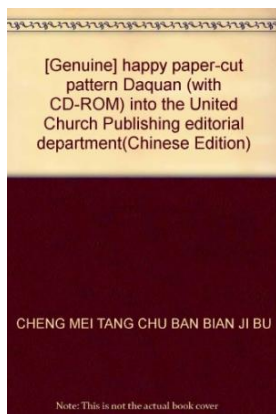 [Genuine] happy paper-cut
pattern Daquan (with
CD-ROM) into the United
Church Publishing editorial
department(Chinese Edition)
CHENG MEI TANG CHU BAN BIAN JI BU
Note: This is not the actual book cover